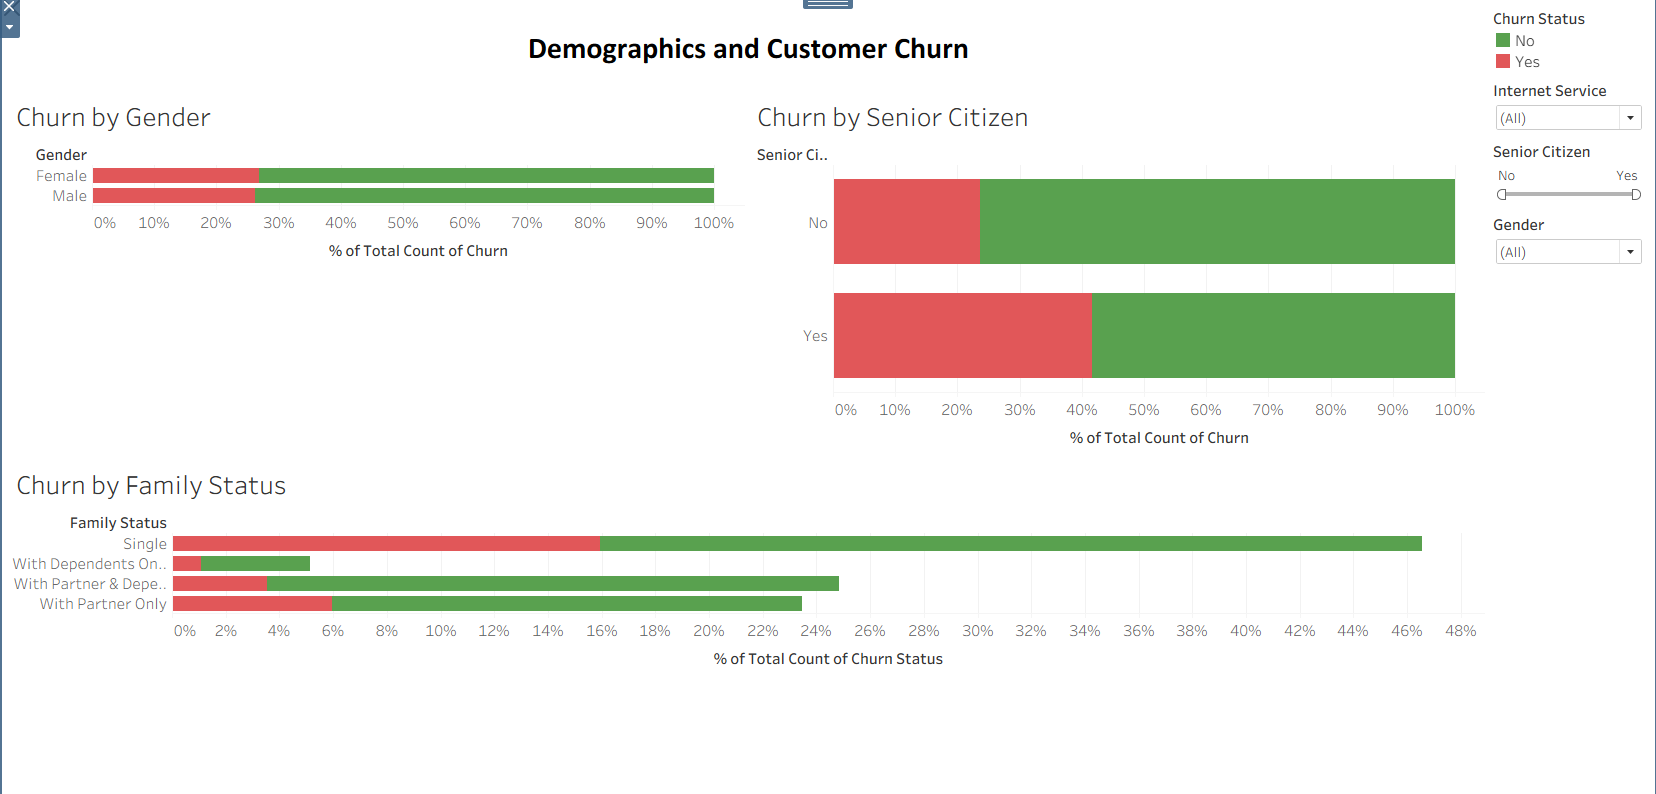 Demographics and Customer Churn
Churn by Gender
Gender
Female
Male
0% 10% 20% 30% 40% 50% 60% 70% 80% 90% 100%
% of Total Count of Churn
Churn by Senior Citizen
Senior Ci..
No
Yes
0% 10% 20% 30% 40% 50% 60% 70% 80% 90% 100%
% of Total Count of Churn
Churn by Family Status
Family Status
Single
With Dependents On..
With Partner & Depe..
With Partner Only
0% 2% 4% 6% 8% 10% 12% 14% 16% 18% 20% 22% 24% 26% 28% 30% 32% 34% 36% 38% 40% 42% 44% 46% 48%
% of Total Count of Churn Status
Churn Status
No
Yes
Internet Service
(All)
Senior Citizen
No Yes
Gender
(All)